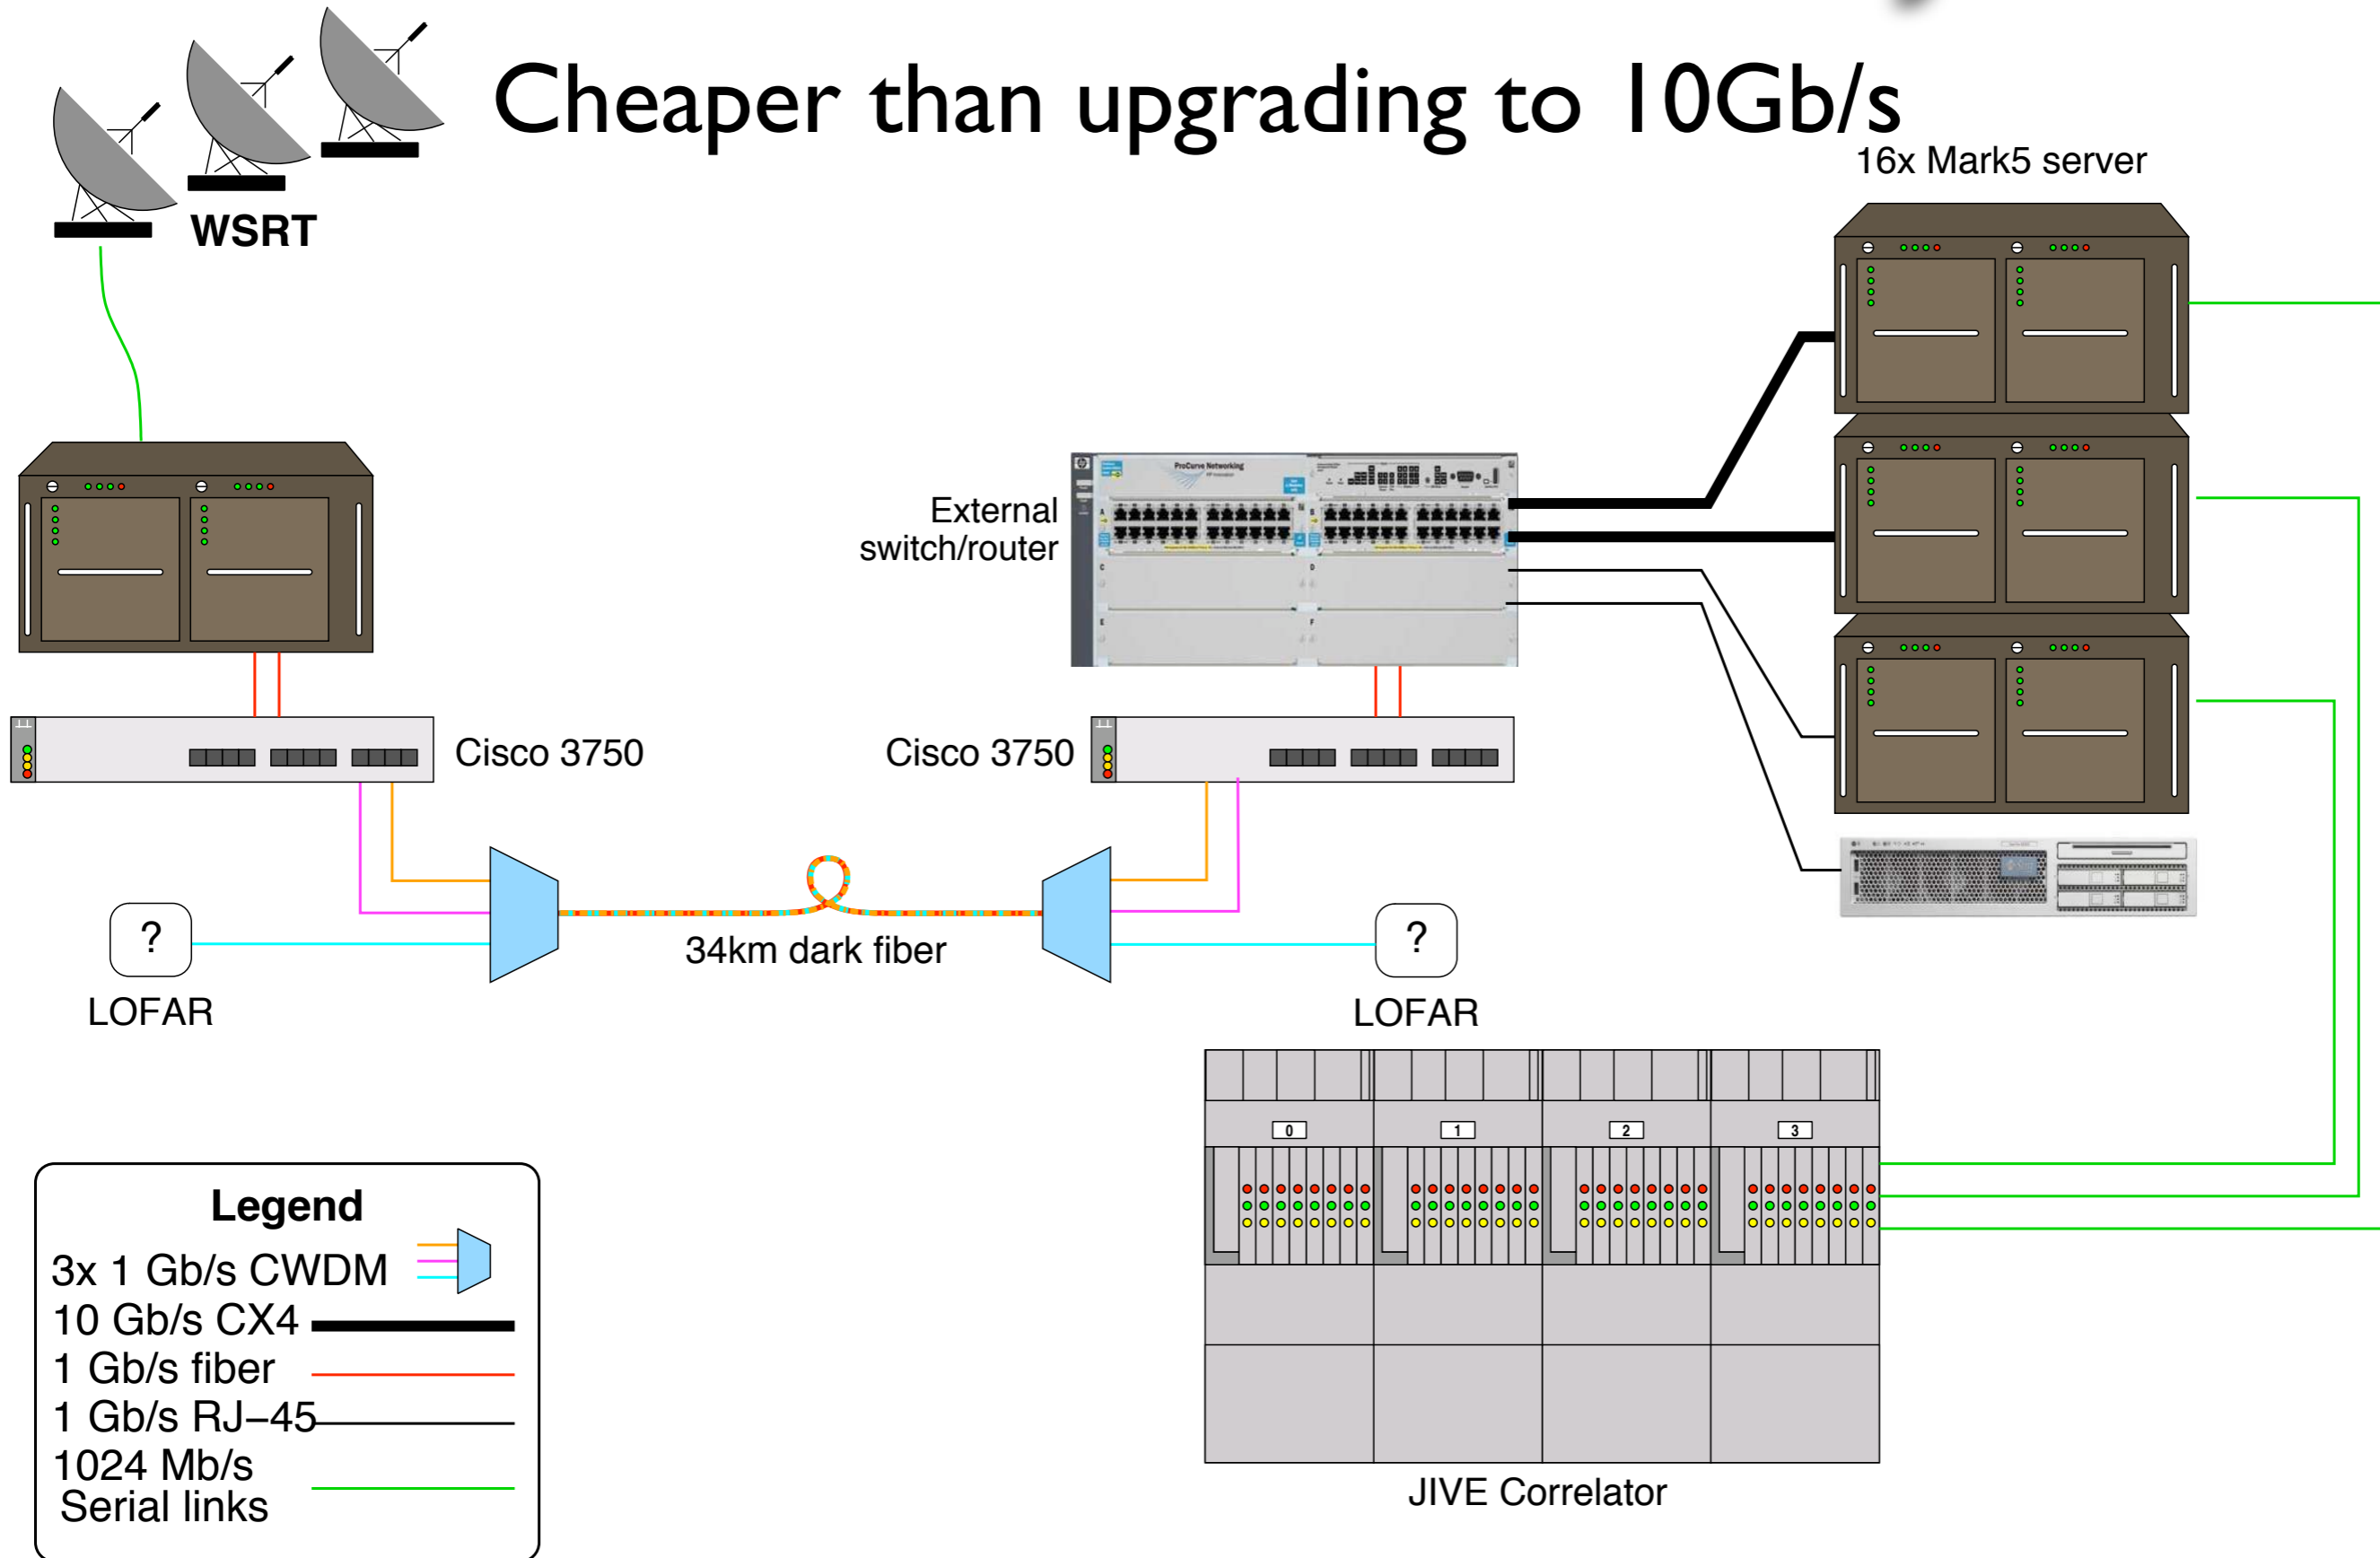 Cheaper than upgrading to 10Gb/s
16x Mark5 server
WSRT
ProCurve Networking
External
switch/router
A
B
C
D
E
F
Cisco 3750
Cisco 3750
?
34km dark fiber
?
LOFAR
LOFAR
0
1
2
3
JIVE Correlator
Legend
3x 1 Gb/s CWDM
10 Gb/s CX4
1 Gb/s fiber
1 Gb/s RJ–45
1024 Mb/s
Serial links